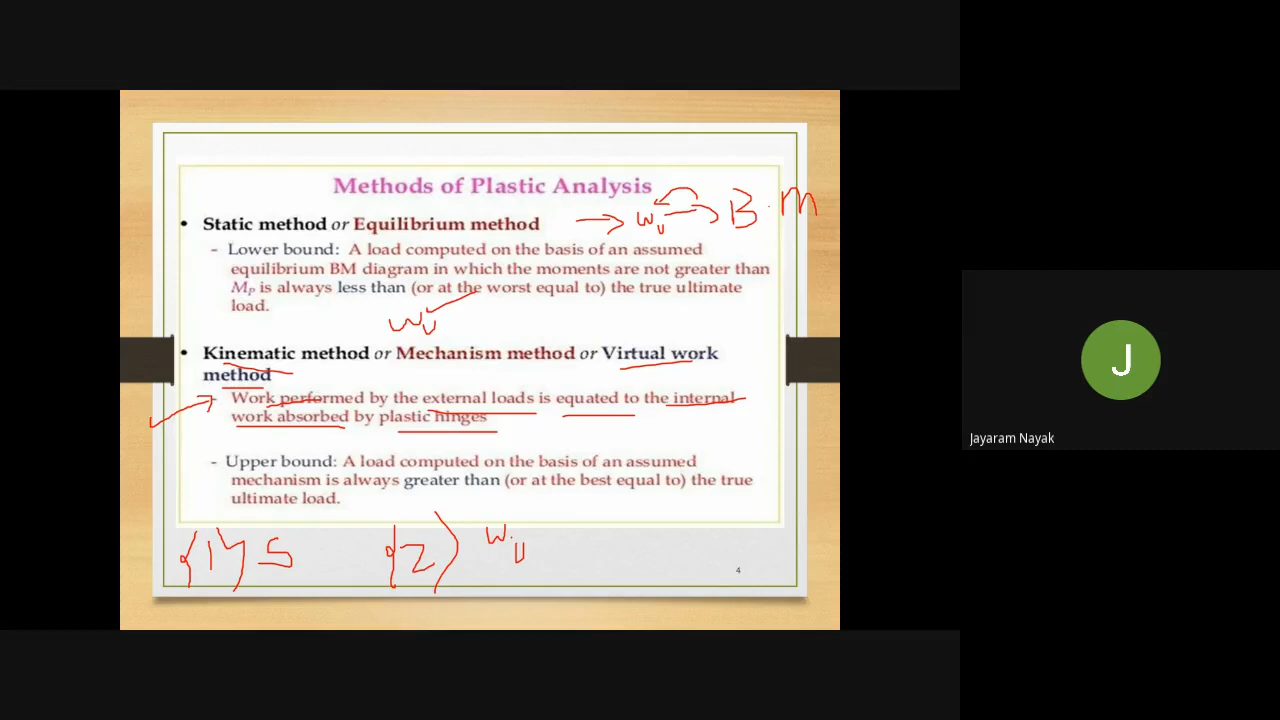 Methods of Plastic Analysis
• Static method or Equilibrium method → Wu B.M
- Lower bound: A load computed on the basis of an assumed
equilibrium BM diagram in which the moments are not greater than
MP is always less than (or at the worst equal to) the true ultimate
load.
Wu
• Kinematic method or Mechanism method or Virtual work
method
- Work performed by the external loads is equated to the internal
work absorbed by plastic hinges
- Upper bound: A load computed on the basis of an assumed
mechanism is always greater than (or at the best equal to) the true
ultimate load.
{1} S {2} Wu
4
J
Jayaram Nayak